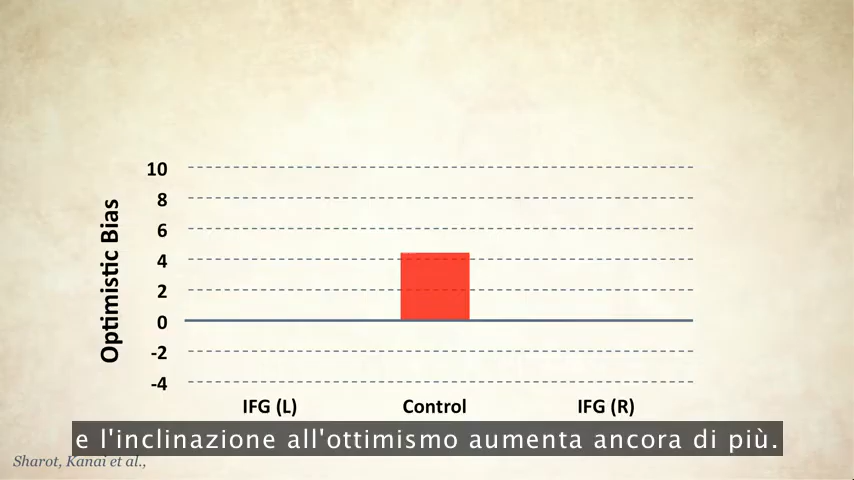 10
8
6
4
2
0
-2
-4
Optimistic Bias
IFG (L) Control IFG (R)
e l'inclinazione all'ottimismo aumenta ancora di più.
Sharot, Kanai et al.,